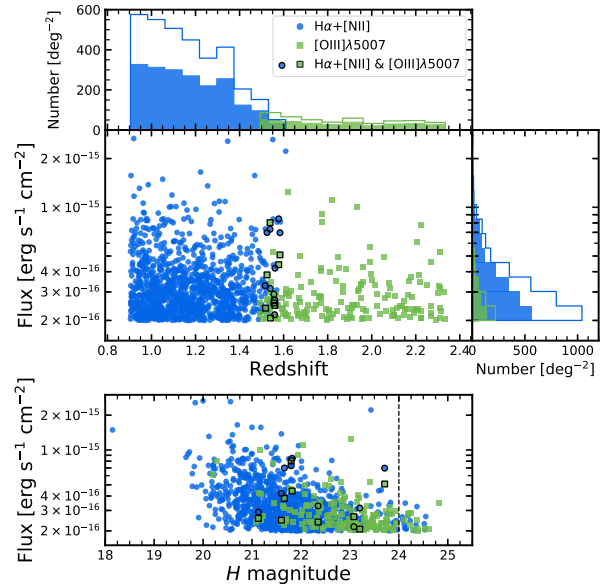 600
400
200
0
Number [deg⁻²]
Hα+[NII]
[OIII]λ5007
Hα+[NII] & [OIII]λ5007
2 × 10⁻¹⁵
1 × 10⁻¹⁵
4 × 10⁻¹⁶
3 × 10⁻¹⁶
2 × 10⁻¹⁶
Flux [erg s⁻¹ cm⁻²]
0.8 1.0 1.2 1.4 1.6 1.8 2.0 2.2 2.4
Redshift
0 500 1000
Number [deg⁻²]
2 × 10⁻¹⁵
1 × 10⁻¹⁵
4 × 10⁻¹⁶
3 × 10⁻¹⁶
2 × 10⁻¹⁶
Flux [erg s⁻¹ cm⁻²]
18 19 20 21 22 23 24 25
H magnitude